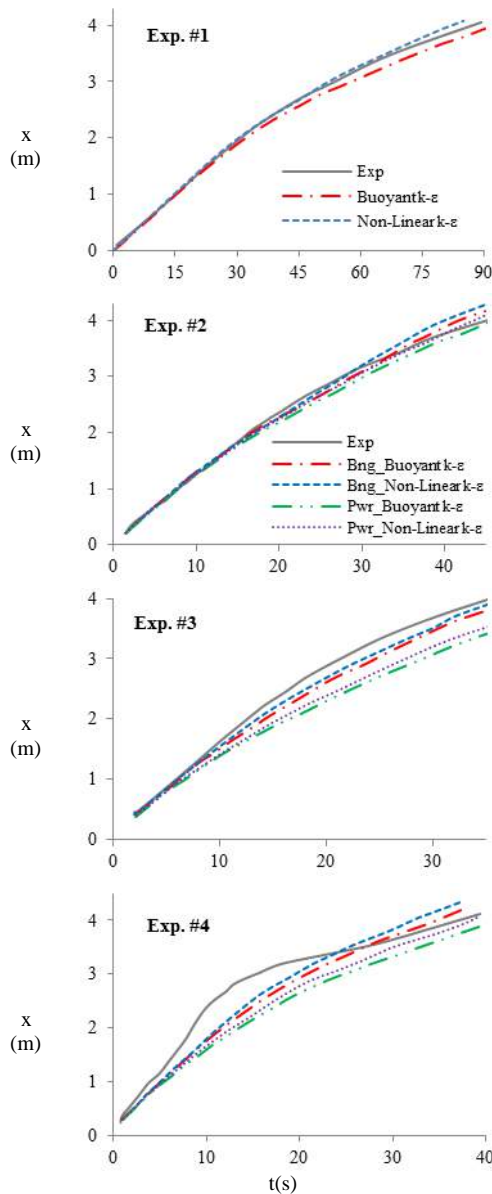 4
Exp. #1
3
x
(m)
2
Exp
1
Buoyantk-ε
Non-Lineark-ε
0
0 15 30 45 60 75 90
4
Exp. #2
3
x
(m)
2
Exp
Bng_Buoyantk-ε
1
Bng_Non-Lineark-ε
Pwr_Buoyantk-ε
Pwr_Non-Lineark-ε
0
0 10 20 30 40
4
Exp. #3
3
x
(m)
2
1
0
0 10 20 30
Exp. #4
4
3
x
(m)
2
1
0
0 10 20 30 40
t(s)